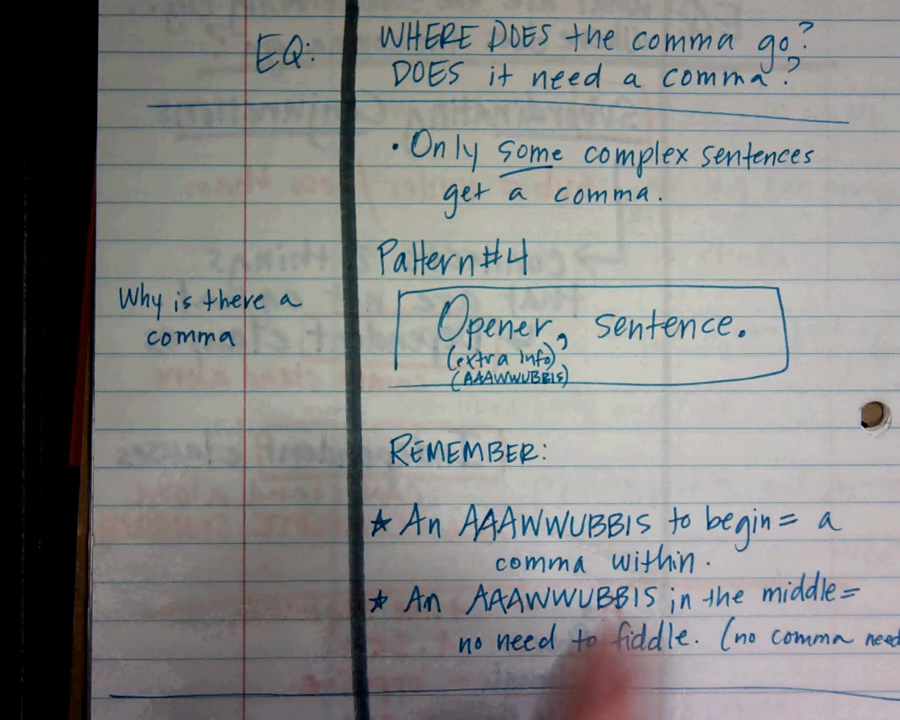 EQ:
WHERE DOES the comma go?
DOES it need a comma?
• Only some complex sentences
get a comma.
Pattern #4
Why is there a
comma
Opener, sentence.
(extra info)
(AAAWWUBBIS)
REMEMBER:
★ An AAAWWUBBIS to begin = a
comma within.
★ An AAAWWUBBIS in the middle =
no need to fiddle. (no comma need